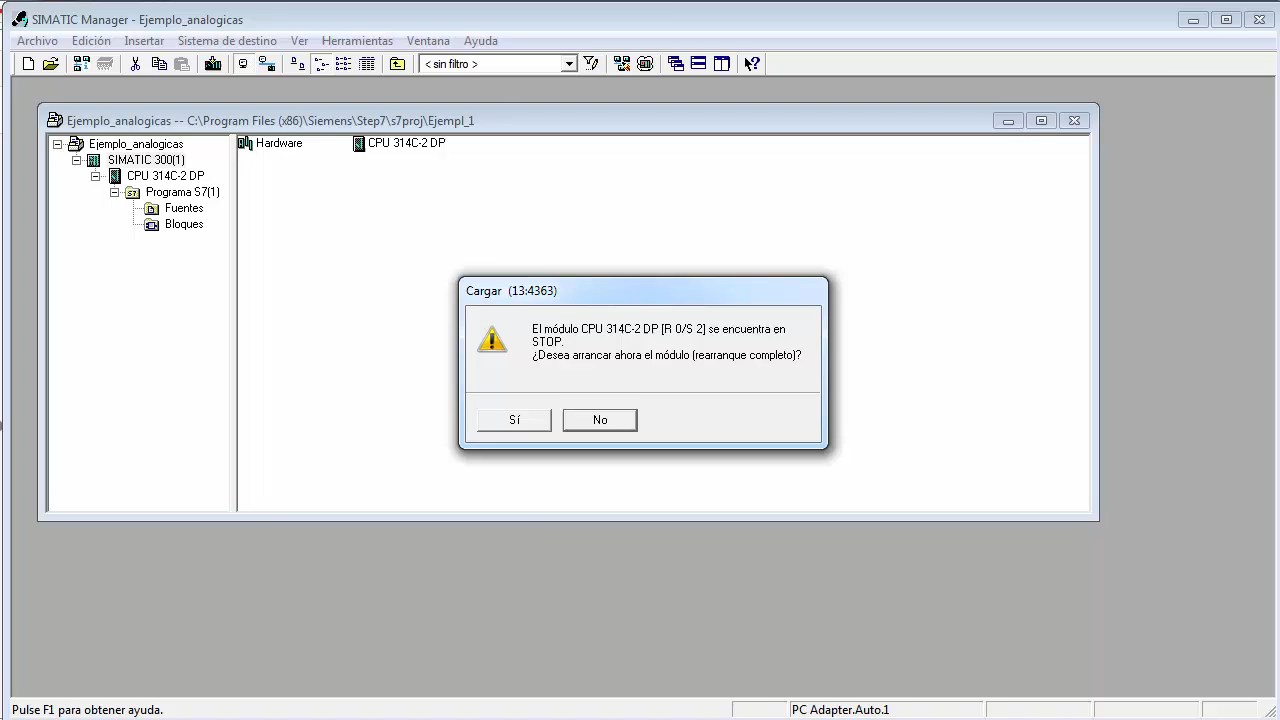 SIMATIC Manager - Ejemplo_analogicas
Archivo Edición Insertar Sistema de destino Ver Herramientas Ventana Ayuda
< sin filtro >
Ejemplo_analogicas -- C:\Program Files (x86)\Siemens\Step7\s7proj\Ejempl_1
Ejemplo_analogicas
SIMATIC 300(1)
CPU 314C-2 DP
Programa S7(1)
Fuentes
Bloques
Hardware
CPU 314C-2 DP
Cargar (13:4363)
El módulo CPU 314C-2 DP [R 0/S 2] se encuentra en
STOP.
¿Desea arrancar ahora el módulo (rearranque completo)?
Sí No
Pulse F1 para obtener ayuda.
PC Adapter.Auto.1